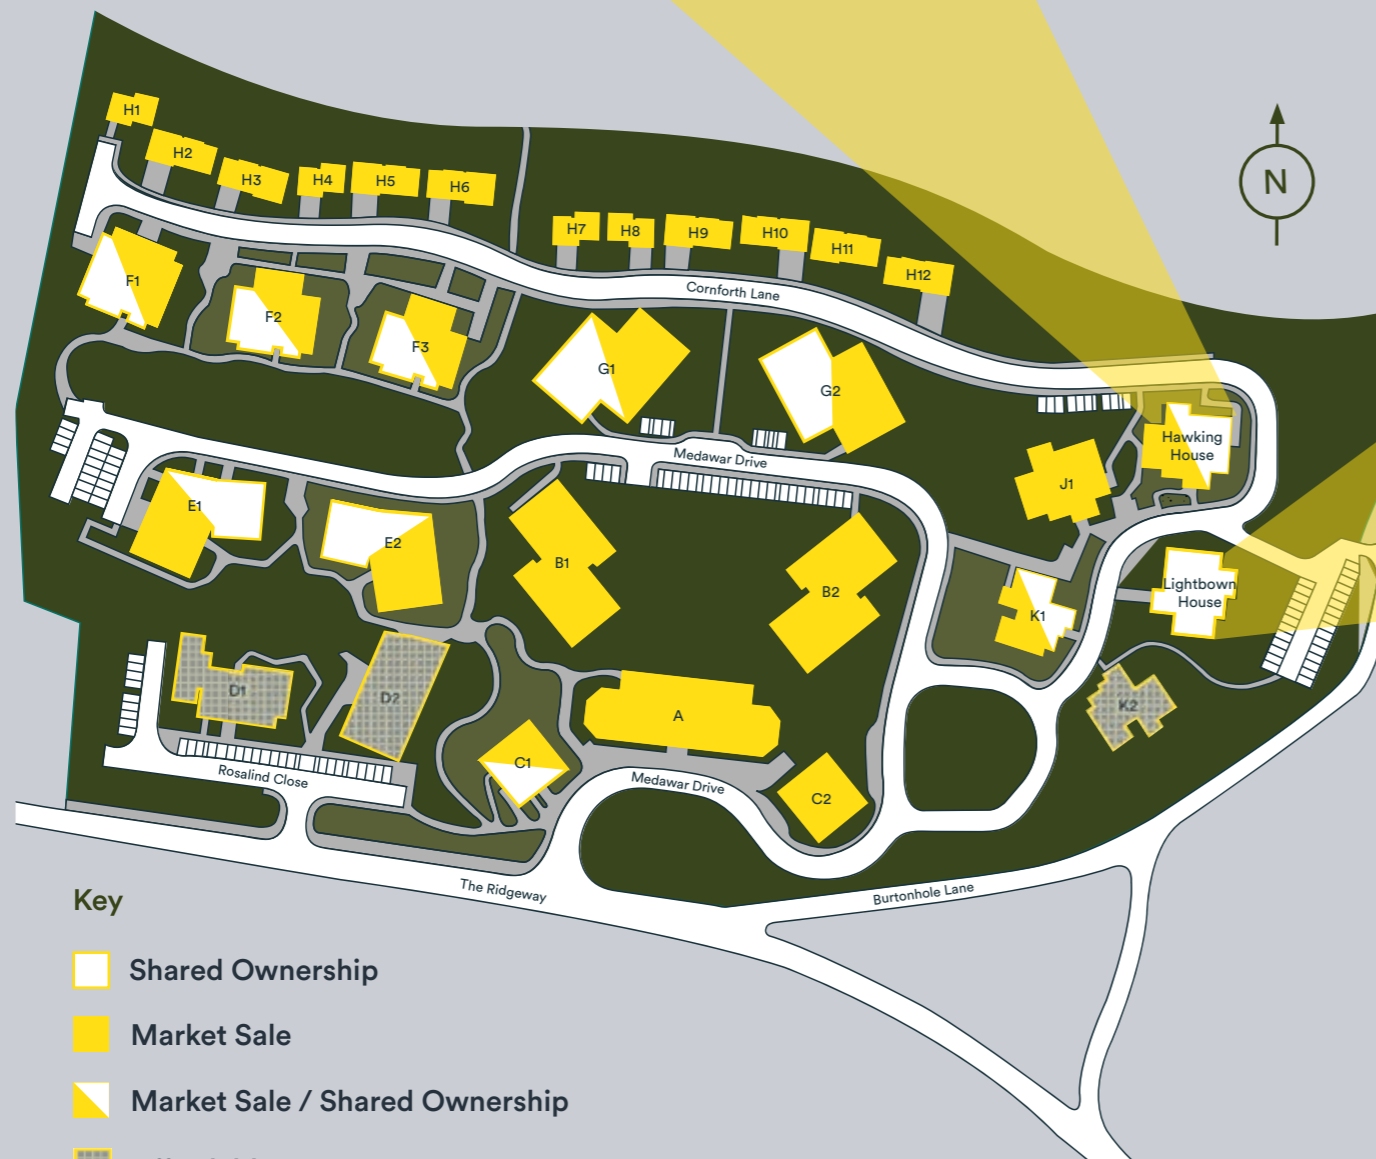 H1
H2
H3
H4
H5
H6
H7
H8
H9
H10
H11
H12
N
F1
F2
F3
Cornforth Lane
G1
G2
Hawking
House
Medawar Drive
J1
E1
E2
B1
B2
Lightbown
House
K1
D1
D2
A
K2
C1
C2
Medawar Drive
Rosalind Close
The Ridgeway
Burtonhole Lane
Key
Shared Ownership
Market Sale
Market Sale / Shared Ownership